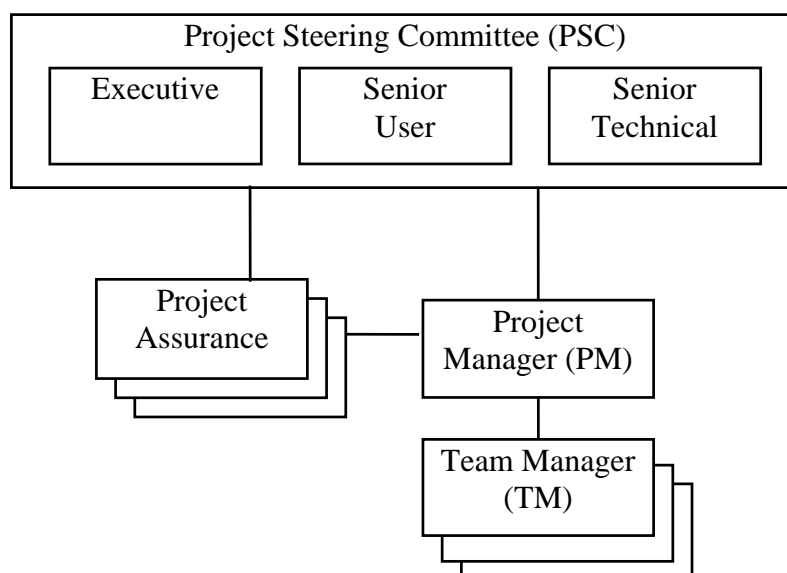 Project Steering Committee (PSC)
Executive
Senior
User
Senior
Technical
Project
Assurance
Project
Manager (PM)
Team Manager
(TM)